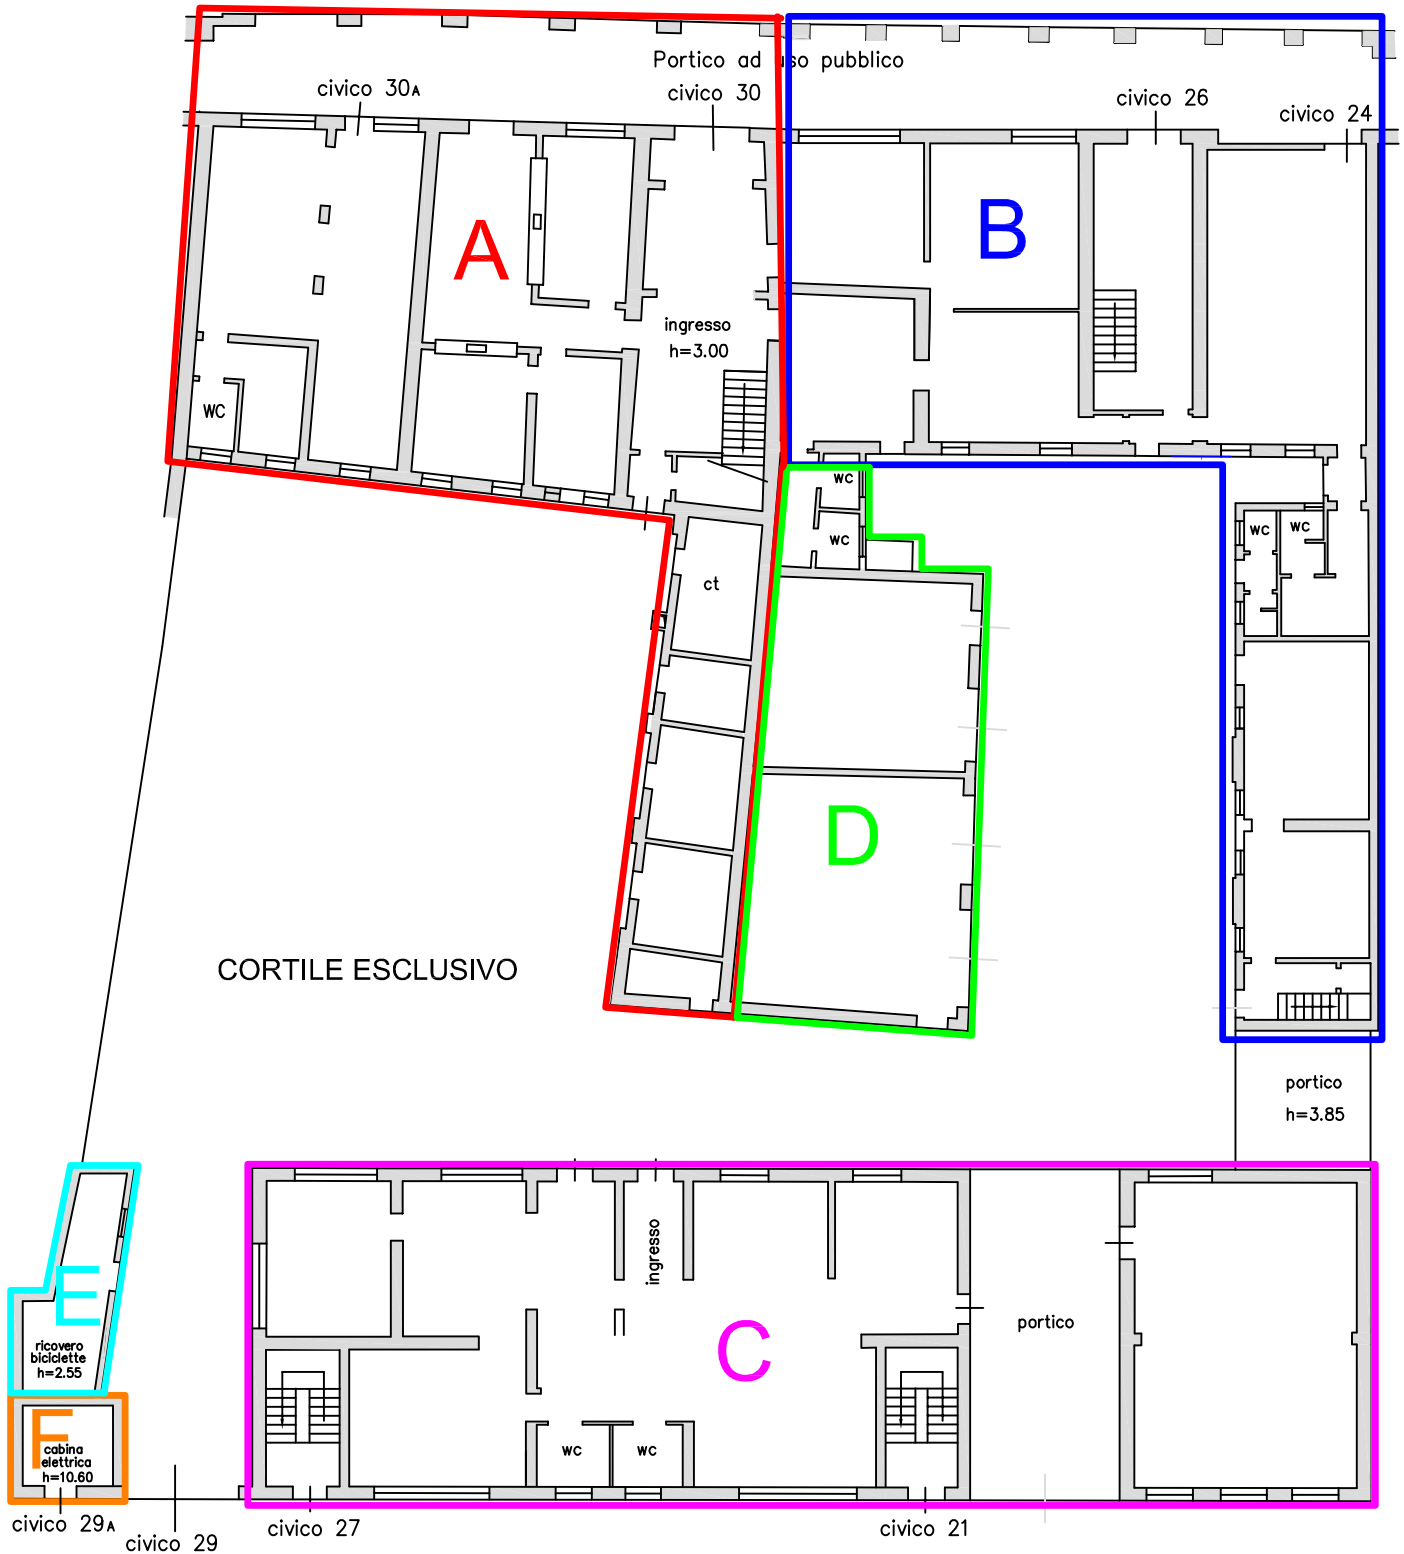 Portico ad uso pubblico
civico 30A
civico 30
civico 26
civico 24
A
B
ingresso
h=3.00
WC
WC
WC
WC
WC
ct
D
CORTILE ESCLUSIVO
portico
h=3.85
E
ricovero
biciclette
h=2.55
ingresso
portico
C
F
cabina
elettrica
h=10.60
WC
WC
civico 29A
civico 29
civico 27
civico 21